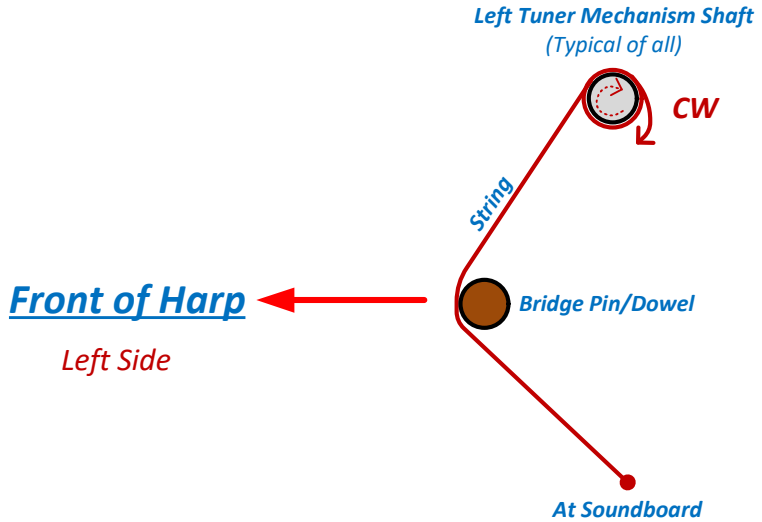 Left Tuner Mechanism Shaft
(Typical of all)
CW
String
Front of Harp
Bridge Pin/Dowel
Left Side
At Soundboard